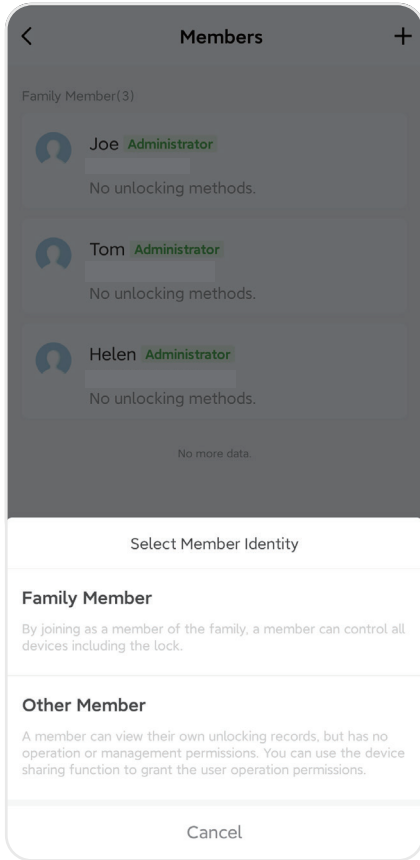 Members
Family Member(3)
Joe Administrator
No unlocking methods.
Tom Administrator
No unlocking methods.
Helen Administrator
No unlocking methods.
No more data.
Select Member Identity
Family Member
By joining as a member of the family, a member can control all
devices including the lock.
Other Member
A member can view their own unlocking records, but has no
operation or management permissions. You can use the device
sharing function to grant the user operation permissions.
Cancel